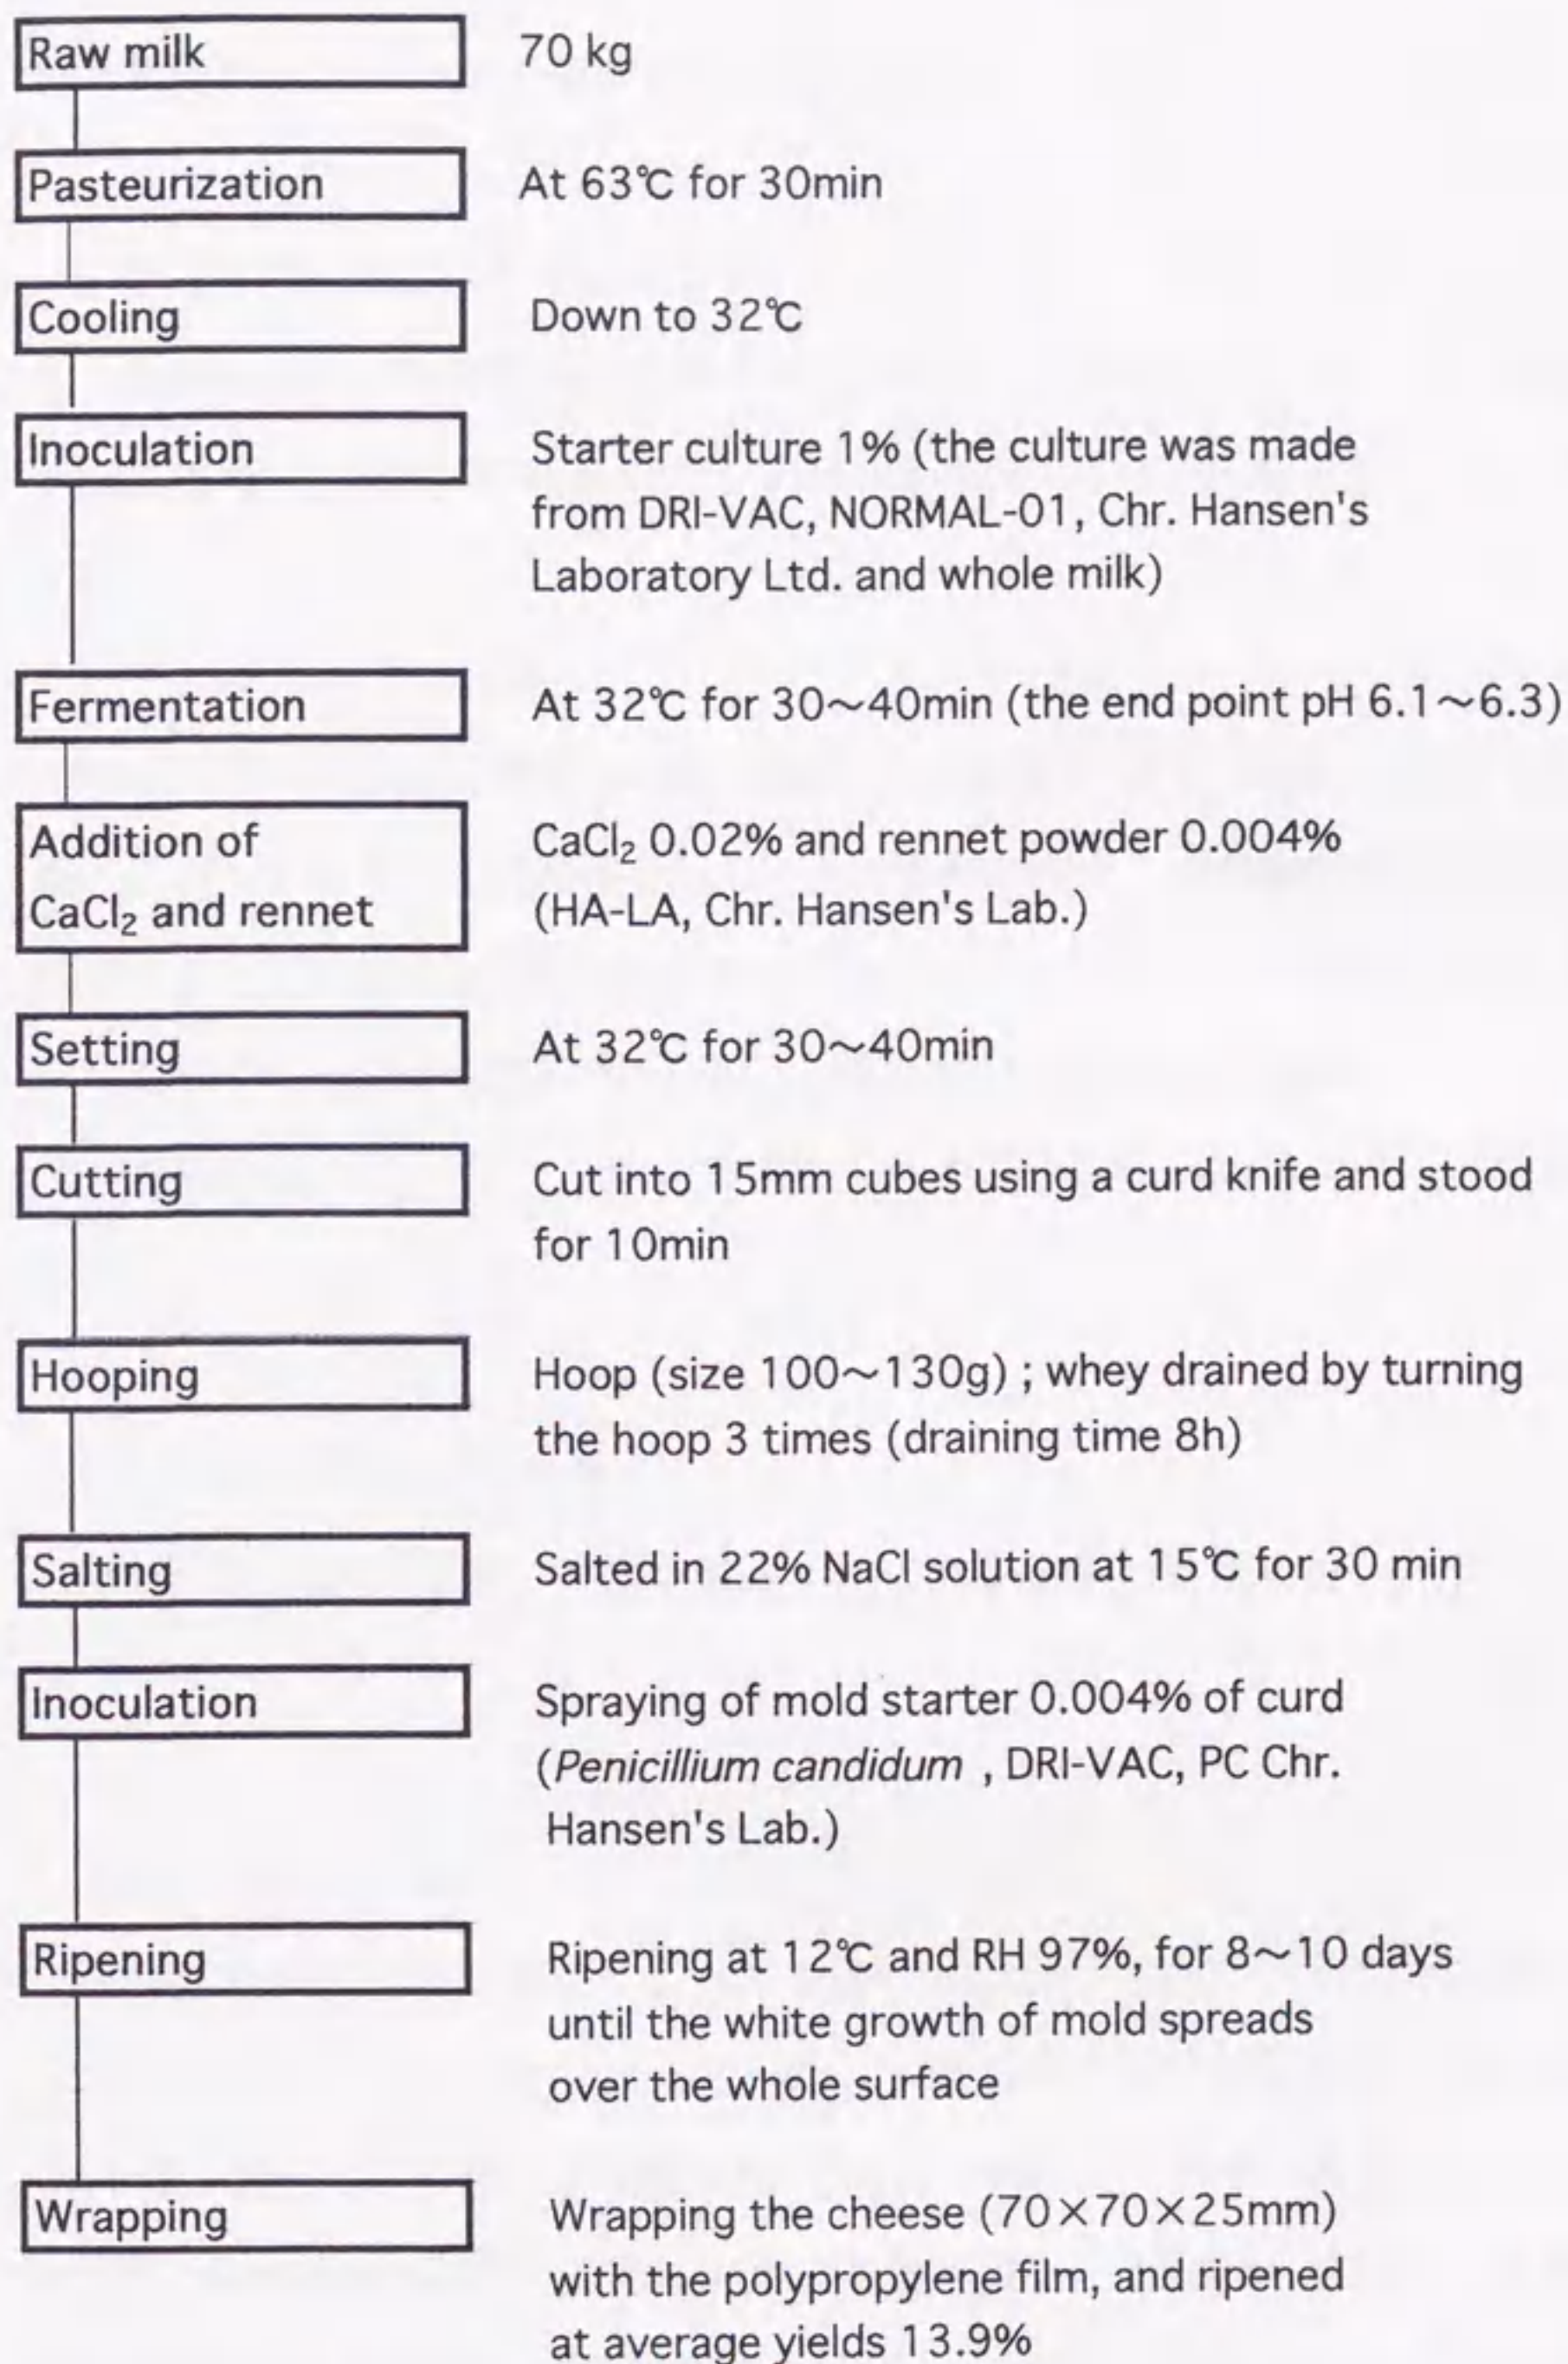 Raw milk 70 kg
Pasteurization At 63℃ for 30min
Cooling Down to 32℃
Inoculation Starter culture 1% (the culture was made
from DRI-VAC, NORMAL-01, Chr. Hansen's
Laboratory Ltd. and whole milk)
Fermentation At 32℃ for 30～40min (the end point pH 6.1～6.3)
Addition of CaCl₂ 0.02% and rennet powder 0.004%
CaCl₂ and rennet (HA-LA, Chr. Hansen's Lab.)
Setting At 32℃ for 30～40min
Cutting Cut into 15mm cubes using a curd knife and stood
for 10min
Hooping Hoop (size 100～130g) ; whey drained by turning
the hoop 3 times (draining time 8h)
Salting Salted in 22% NaCl solution at 15℃ for 30 min
Inoculation Spraying of mold starter 0.004% of curd
(Penicillium candidum , DRI-VAC, PC Chr.
Hansen's Lab.)
Ripening Ripening at 12℃ and RH 97%, for 8～10 days
until the white growth of mold spreads
over the whole surface
Wrapping Wrapping the cheese (70×70×25mm)
with the polypropylene film, and ripened
at average yields 13.9%